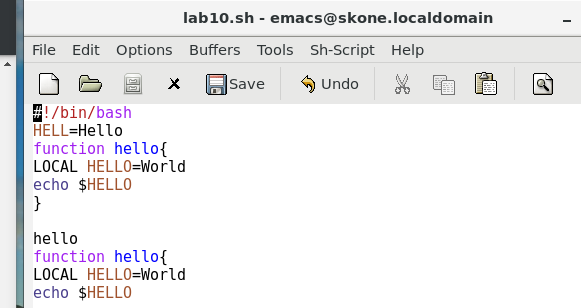 lab10.sh - emacs@skone.localdomain
File Edit Options Buffers Tools Sh-Script Help
Save Undo
#!/bin/bash
HELL=Hello
function hello{
LOCAL HELLO=World
echo $HELLO
}
hello
function hello{
LOCAL HELLO=World
echo $HELLO